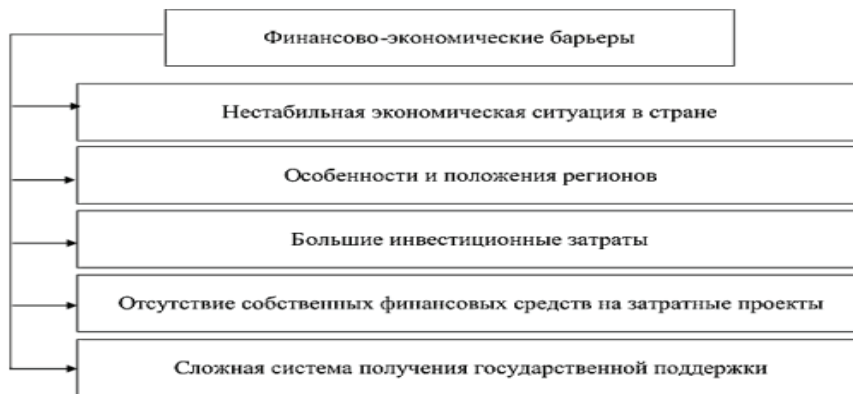 Финансово-экономические барьеры
Нестабильная экономическая ситуация в стране
Особенности и положения регионов
Большие инвестиционные затраты
Отсутствие собственных финансовых средств на затратные проекты
Сложная система получения государственной поддержки